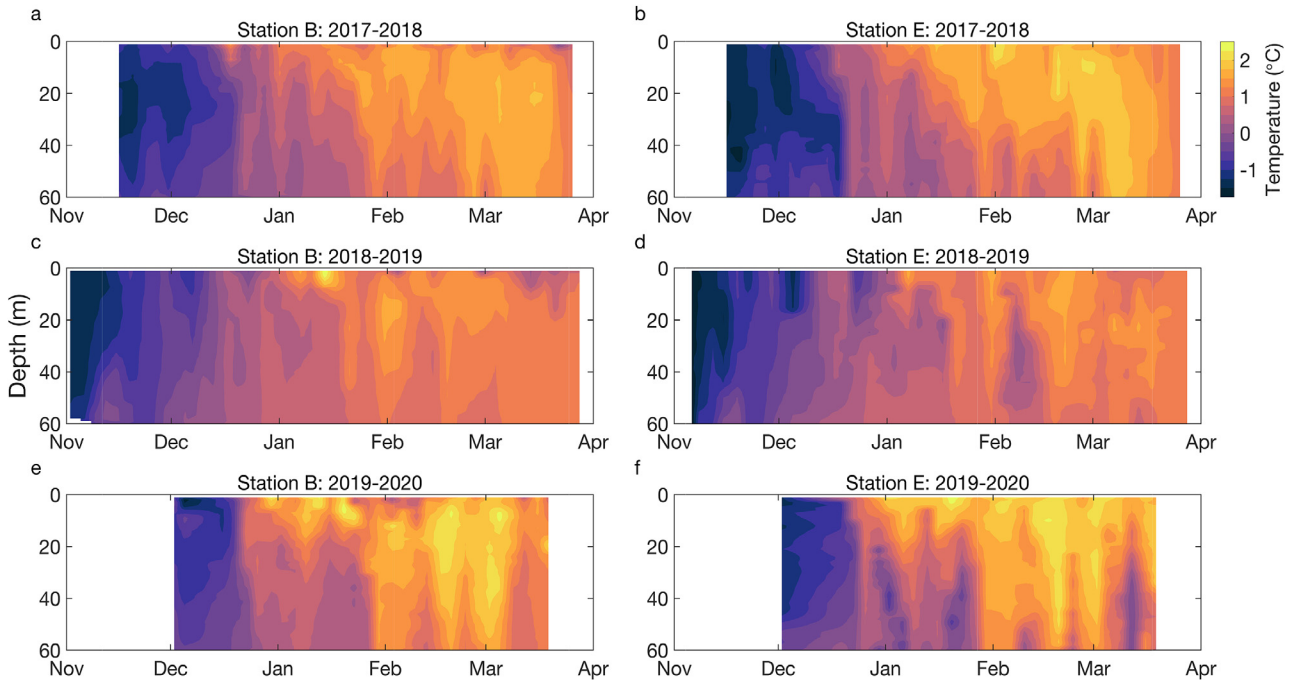 a
Station B: 2017-2018
0
20
40
60
Nov Dec Jan Feb Mar Apr
b
Station E: 2017-2018
0
20
40
60
Nov Dec Jan Feb Mar Apr
2
1
0
-1
Temperature (°C)
c
Station B: 2018-2019
Depth (m)
0
20
40
60
Nov Dec Jan Feb Mar Apr
d
Station E: 2018-2019
0
20
40
60
Nov Dec Jan Feb Mar Apr
e
Station B: 2019-2020
0
20
40
60
Nov Dec Jan Feb Mar Apr
f
Station E: 2019-2020
0
20
40
60
Nov Dec Jan Feb Mar Apr